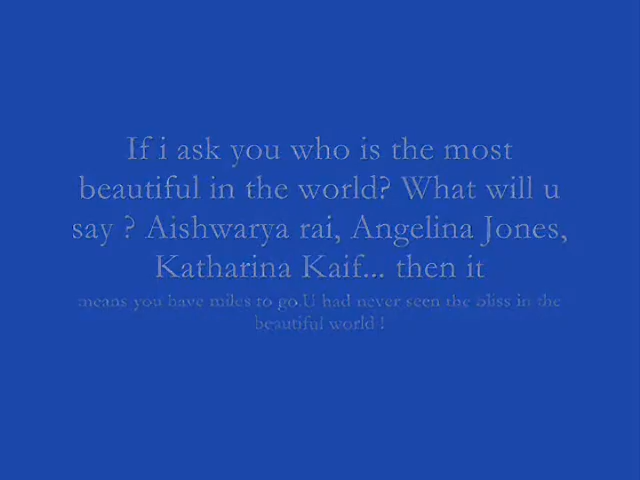 If i ask you who is the most
beautiful in the world? What will u
say ? Aishwarya rai, Angelina Jones,
Katharina Kaif... then it
means you have miles to go.U had never seen the bliss in the
beautiful world !